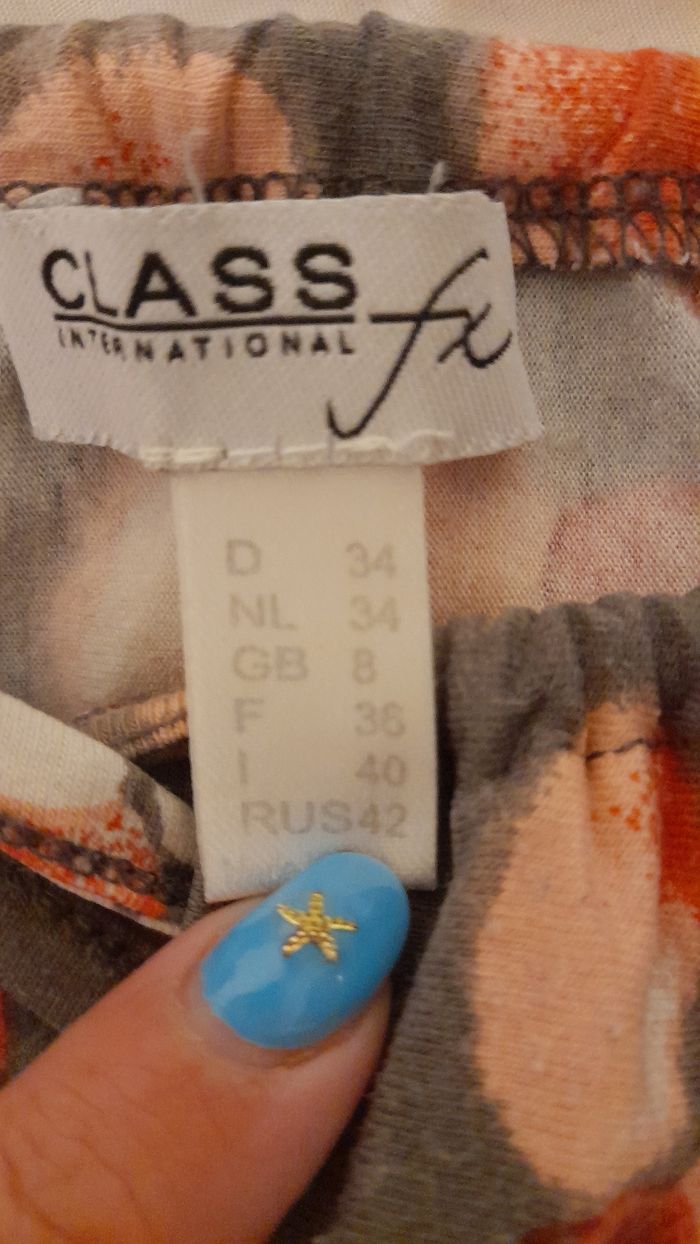 CLASS fx
INTERNATIONAL
D 34
NL 34
GB 8
F 36
I 40
RUS 42